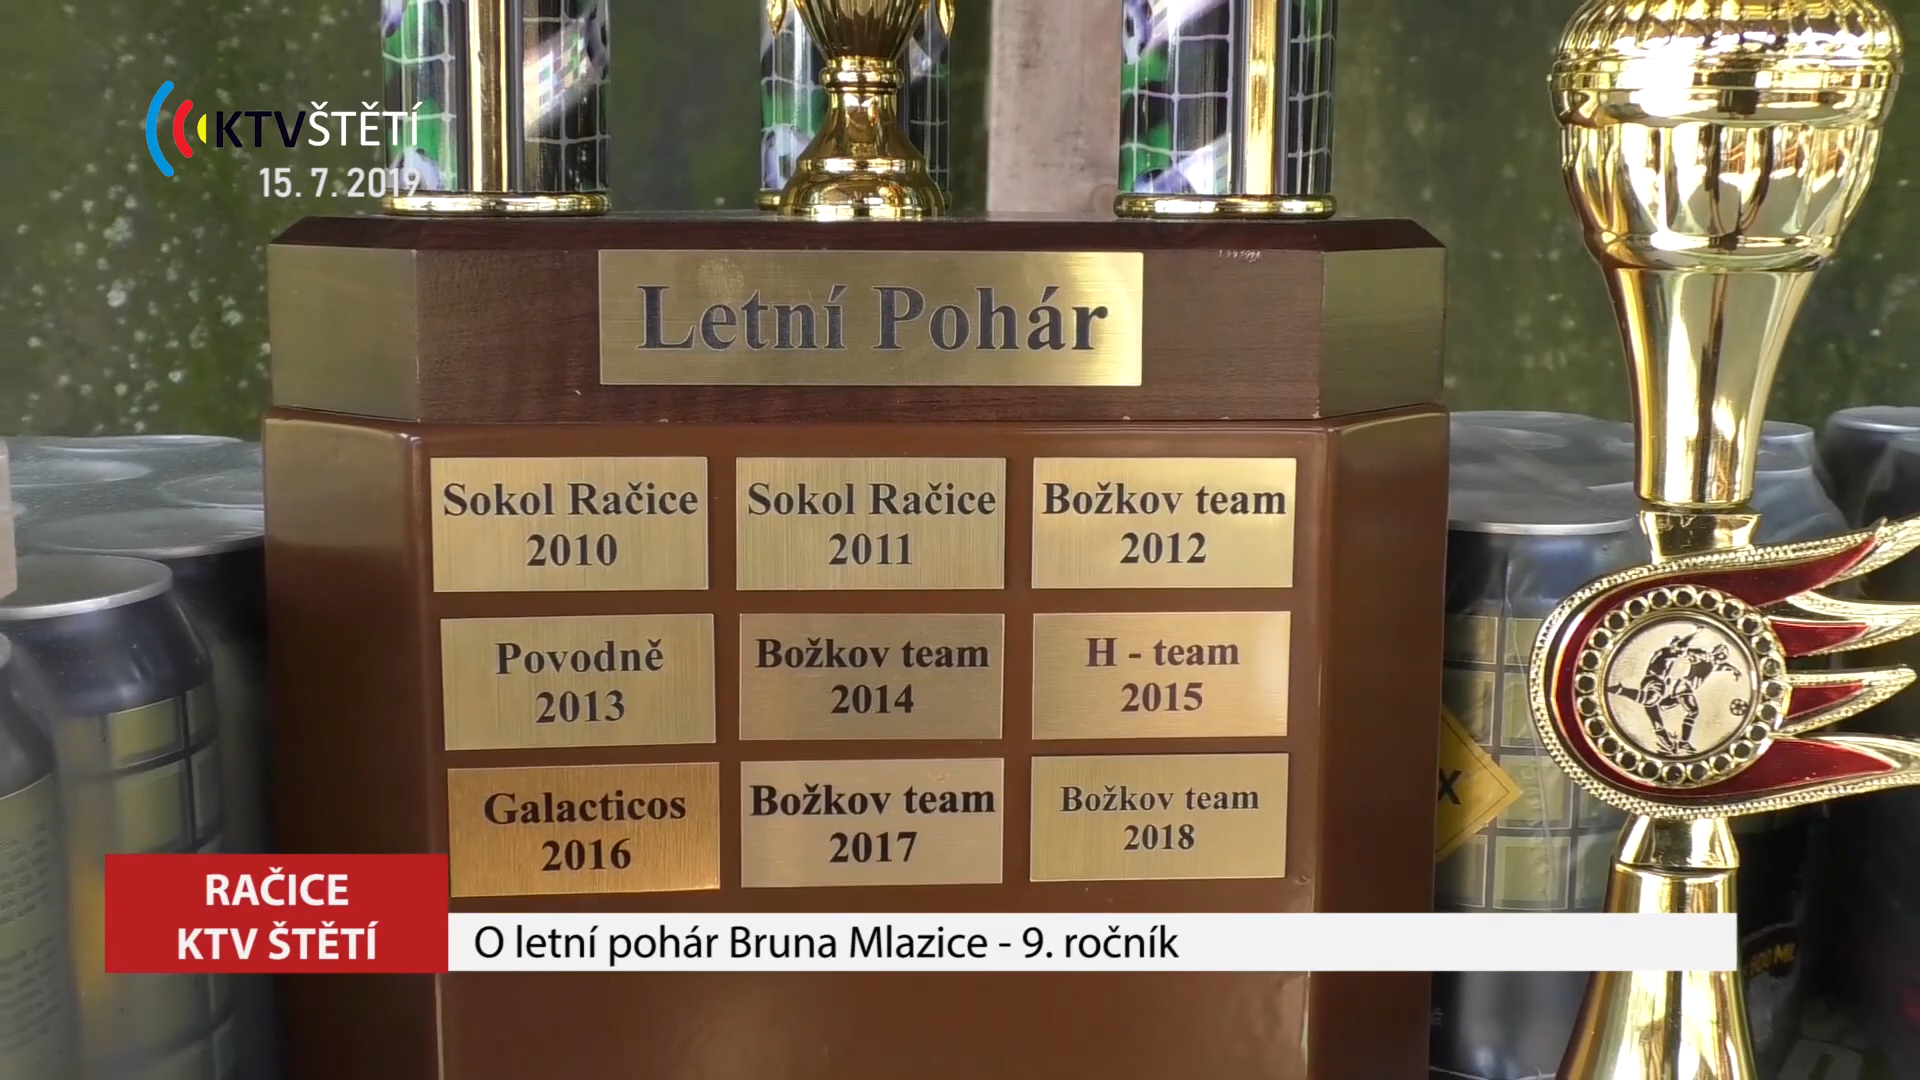 KTVŠTĚTÍ
15. 7. 2019
Letní Pohár
Sokol Račice
2010
Sokol Račice
2011
Božkov team
2012
Povodně
2013
Božkov team
2014
H - team
2015
Galacticos
2016
Božkov team
2017
Božkov team
2018
RAČICE
KTV ŠTĚTÍ
O letní pohár Bruna Mlazice - 9. ročník